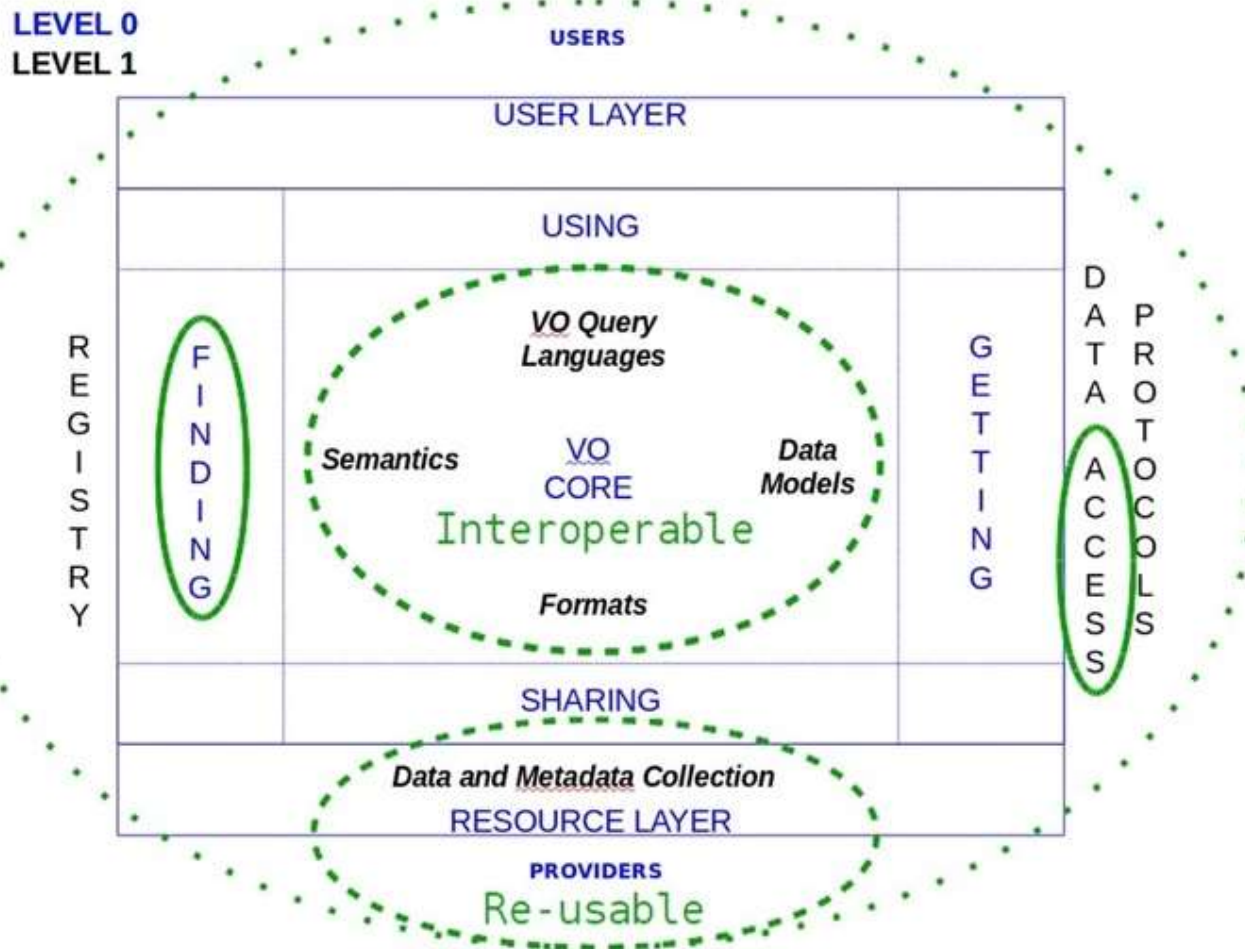 LEVEL 0
LEVEL 1
USERS
USER LAYER
USING
REGISTRY
FINDING
VO Query
Languages
Semantics
VO
CORE
Data
Models
Interoperable
Formats
GETTING
DATA ACCESS
PROTOCOLS
SHARING
Data and Metadata Collection
RESOURCE LAYER
PROVIDERS
Re-usable